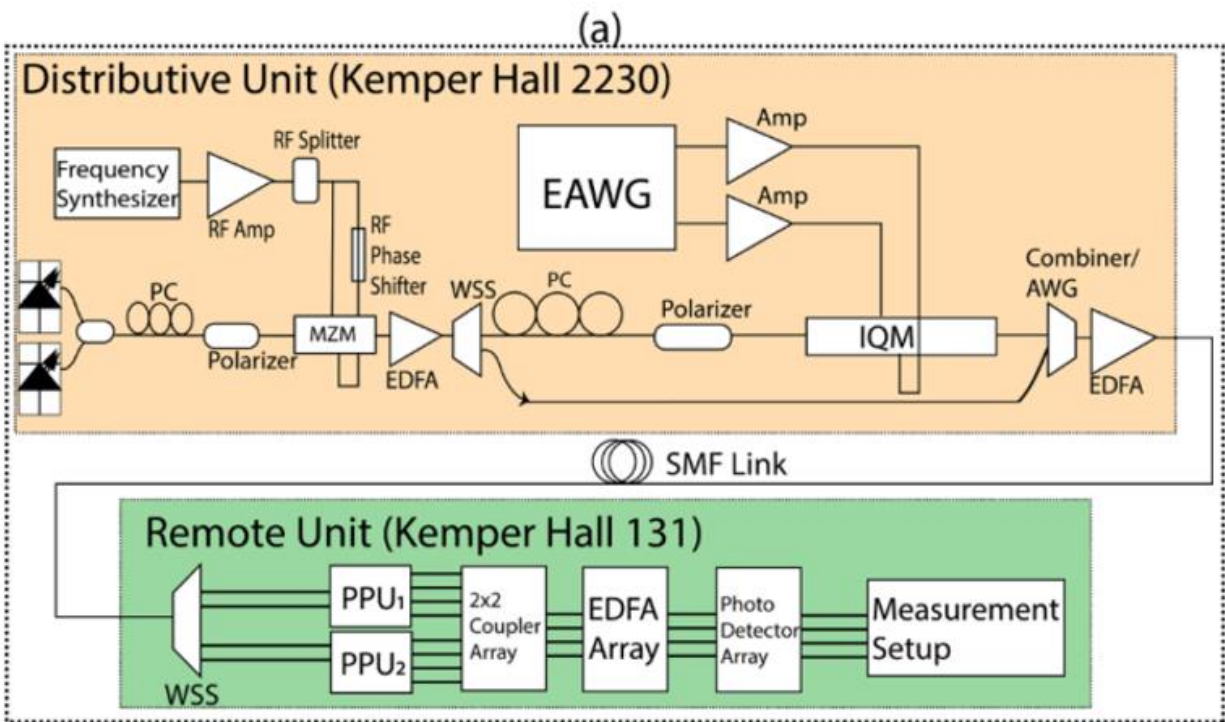 (a)
Distributive Unit (Kemper Hall 2230)
RF Splitter
Frequency
Synthesizer
RF Amp
RF
Phase
Shifter
EAWG
Amp
Amp
Combiner/
AWG
PC
Polarizer
MZM
EDFA
WSS
PC
Polarizer
IQM
EDFA
SMF Link
Remote Unit (Kemper Hall 131)
WSS
PPU₁
PPU₂
2x2
Coupler
Array
EDFA
Array
Photo
Detector
Array
Measurement
Setup